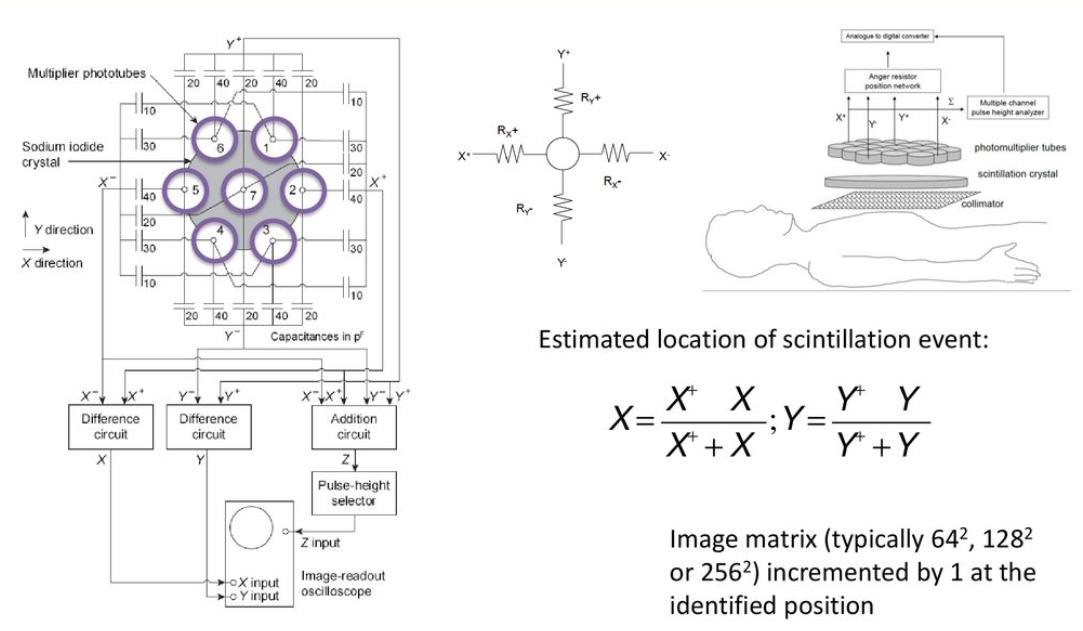 Y⁺
20 40 20 40 20
Multiplier phototubes
10
10
Sodium iodide
crystal
30
6
1
30
20
X⁻
40
5
7
2
40
X⁺
20
Y direction
X direction
30
4
3
30
10
10
20 40 20 40 20
Y⁻
Capacitances in pF
X⁻ X⁺
Y⁻ Y⁺
X⁻ X⁺ Y⁻ Y⁺
Difference
circuit
Difference
circuit
Addition
circuit
X
Y
Z
Pulse-height
selector
Z input
X input
Y input
Image-readout
oscilloscope
Y+
RY+
RX+
X+
X-
RX-
RY-
Y-
Analogue to digital converter
Anger resistor
position network
Σ
Multiple channel
pulse height analyzer
X+
Y-
Y+
X-
photomultiplier tubes
scintillation crystal
collimator
Estimated location of scintillation event:
X= X⁺ X / X⁺ + X ; Y= Y⁺ Y / Y⁺ + Y
Image matrix (typically 64², 128²
or 256²) incremented by 1 at the
identified position